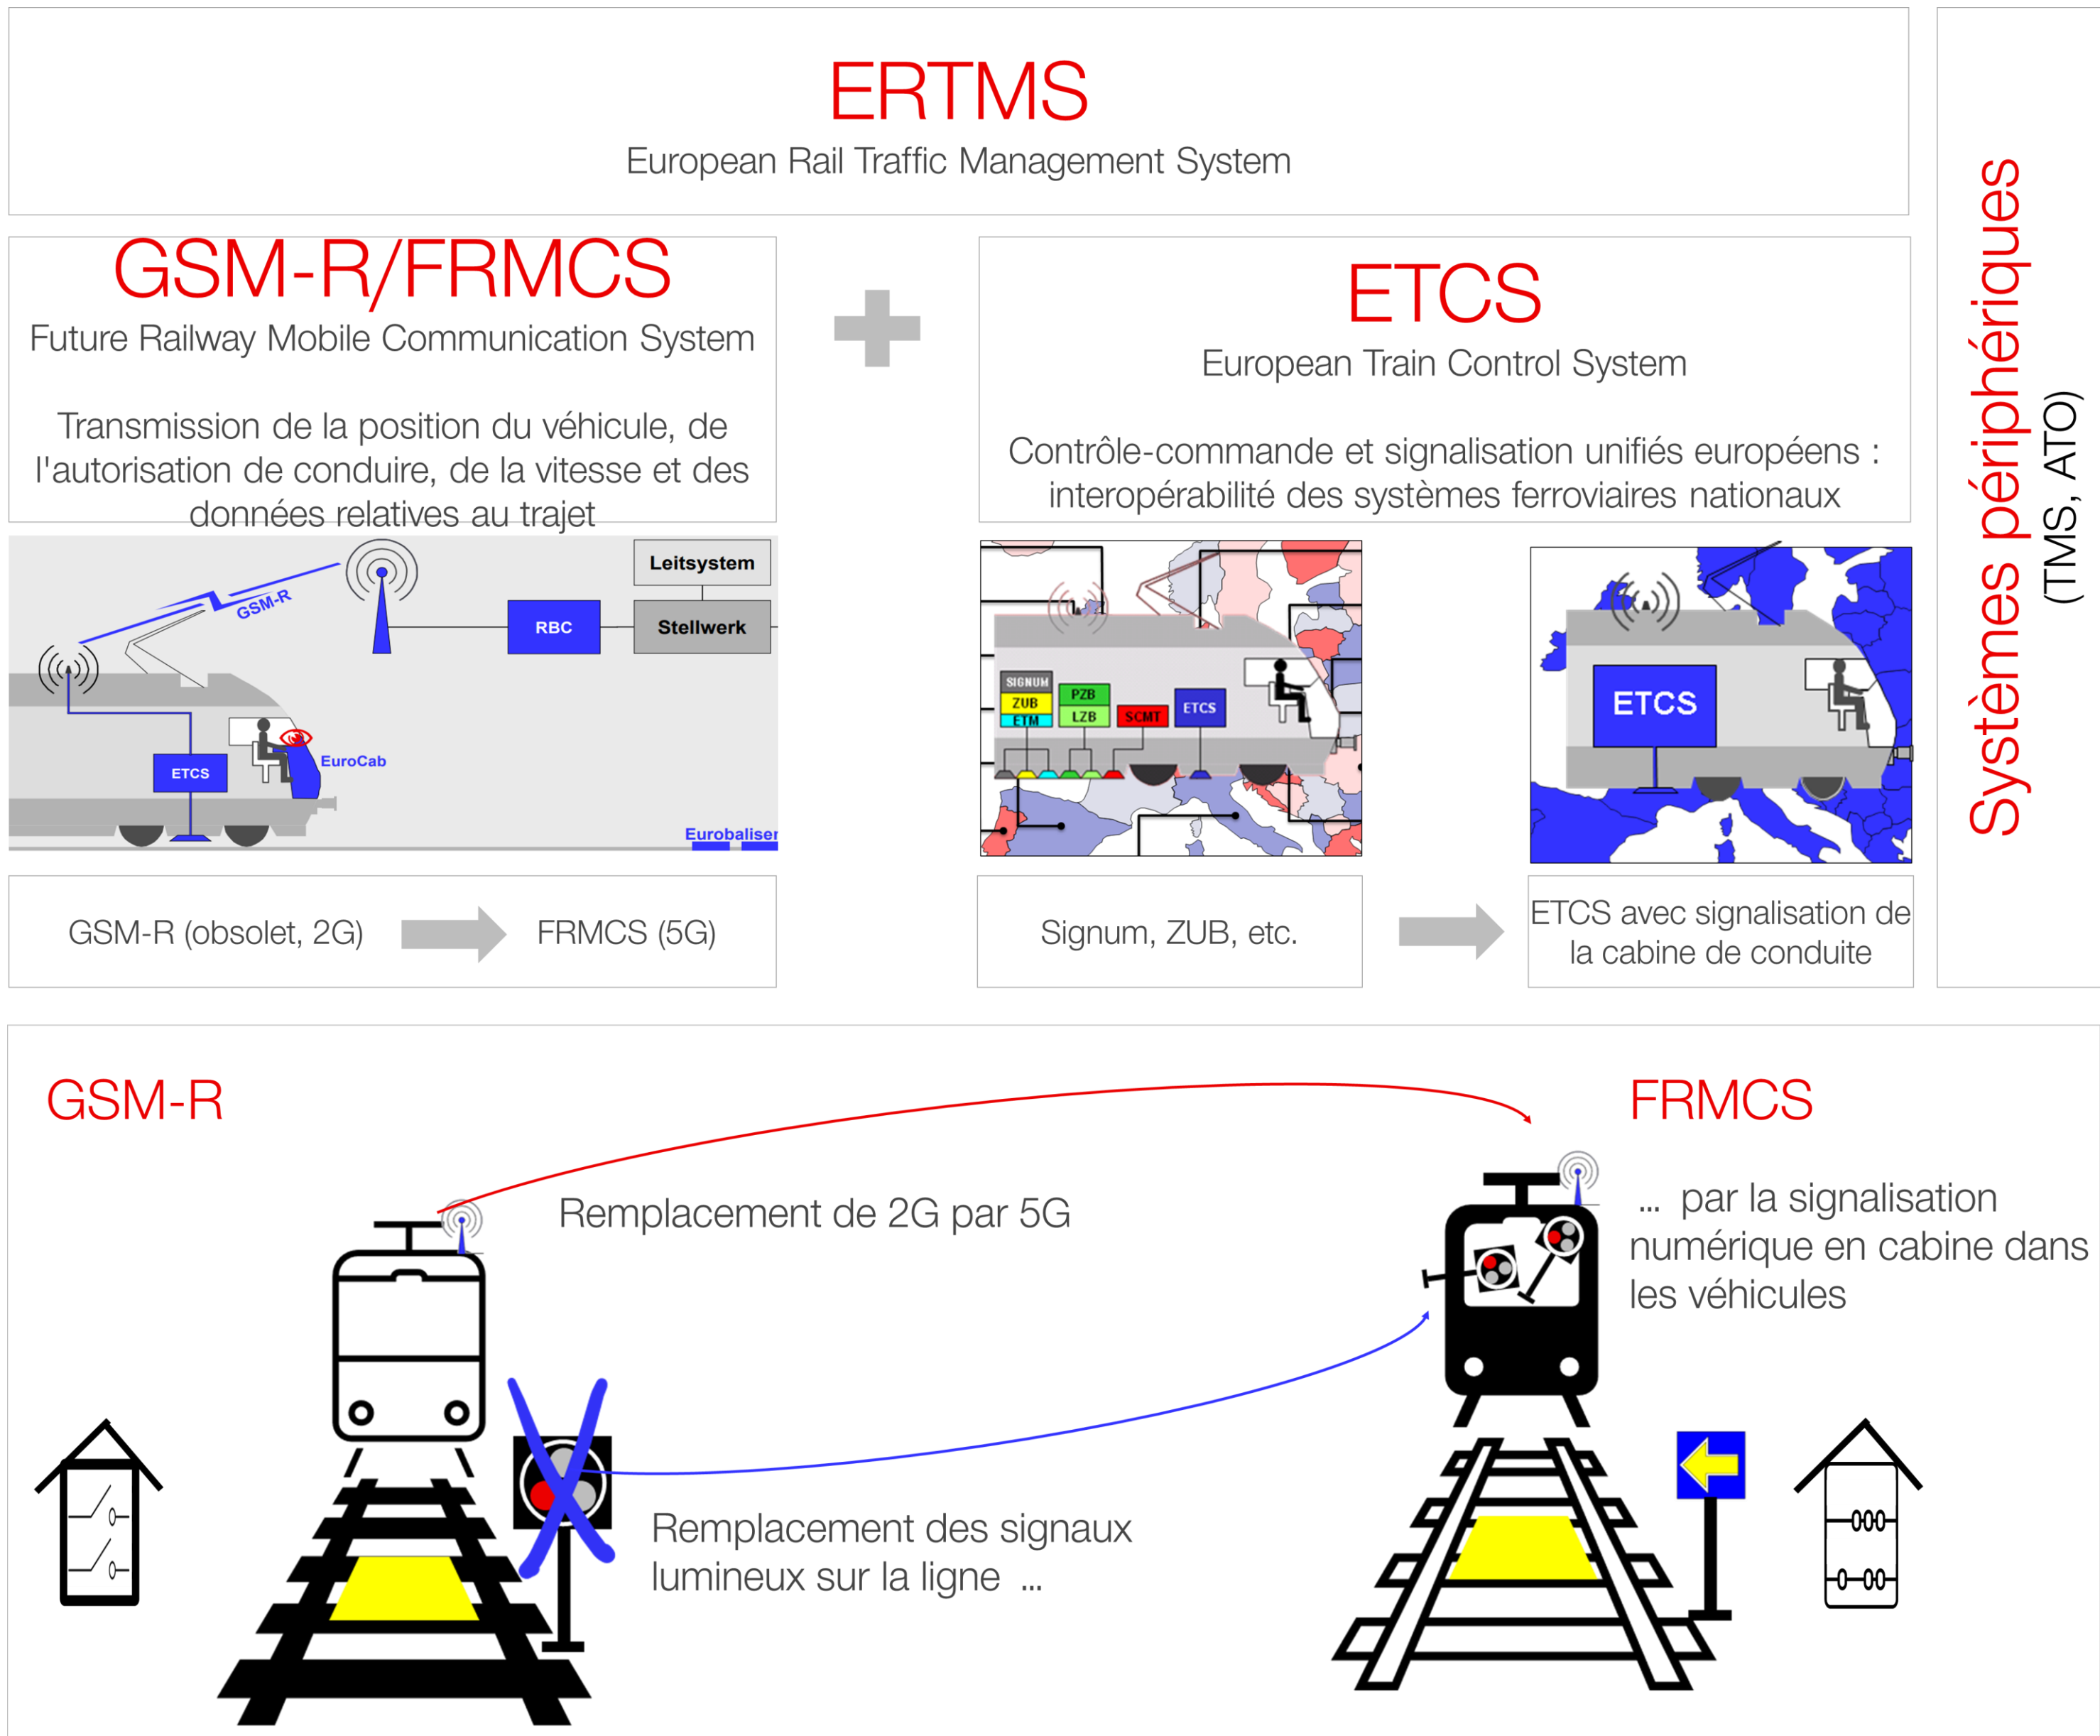 ERTMS
European Rail Traffic Management System
GSM-R/FRMCS
Future Railway Mobile Communication System
Transmission de la position du véhicule, de
l'autorisation de conduire, de la vitesse et des
données relatives au trajet
ETCS
European Train Control System
Contrôle-commande et signalisation unifiés européens :
interopérabilité des systèmes ferroviaires nationaux
Systèmes périphériques
(TMS, ATO)
GSM-R
Leitsystem
RBC
Stellwerk
ETCS
EuroCab
Eurobaliser
SIGNUM
ZUB
ETM
PZB
LZB
SCMT
ETCS
ETCS
GSM-R (obsolet, 2G)
FRMCS (5G)
Signum, ZUB, etc.
ETCS avec signalisation de
la cabine de conduite
GSM-R
FRMCS
Remplacement de 2G par 5G
... par la signalisation
numérique en cabine dans
les véhicules
Remplacement des signaux
lumineux sur la ligne ...